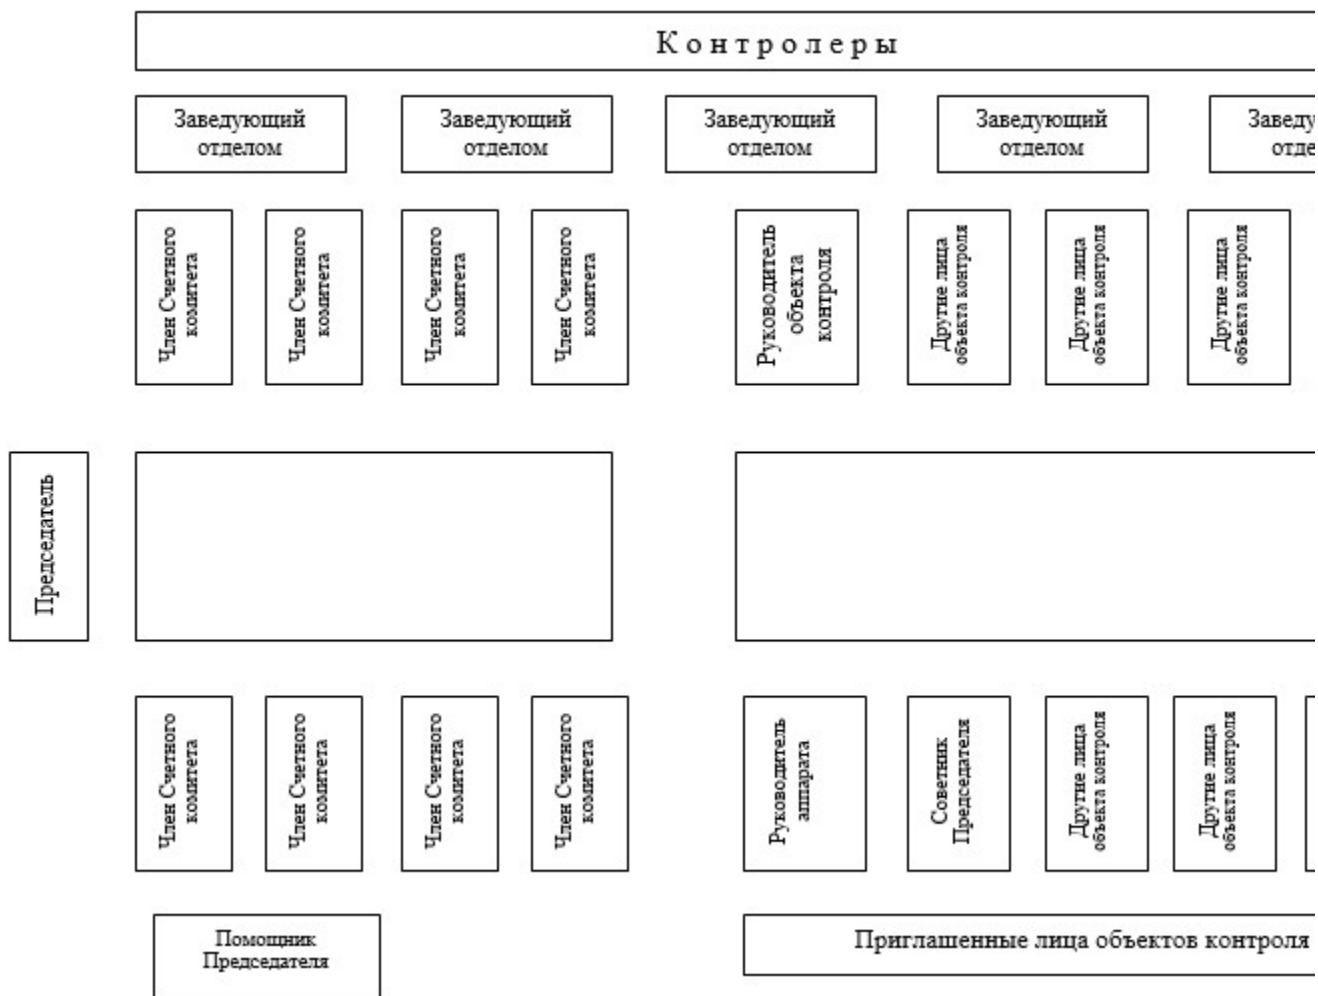 К о н т р о л е р ы
Заведующий
отделом
Заведующий
отделом
Заведующий
отделом
Заведующий
отделом
Заведу
отде
Член Счетного
комитета
Член Счетного
комитета
Член Счетного
комитета
Член Счетного
комитета
Руководитель
объекта
контроля
Другие лица
объекта контроля
Другие лица
объекта контроля
Другие лица
объекта контроля
Председатель
Член Счетного
комитета
Член Счетного
комитета
Член Счетного
комитета
Член Счетного
комитета
Руководитель
аппарата
Советник
Председателя
Другие лица
объекта контроля
Другие лица
объекта контроля
Помощник
Председателя
Приглашенные лица объектов контроля